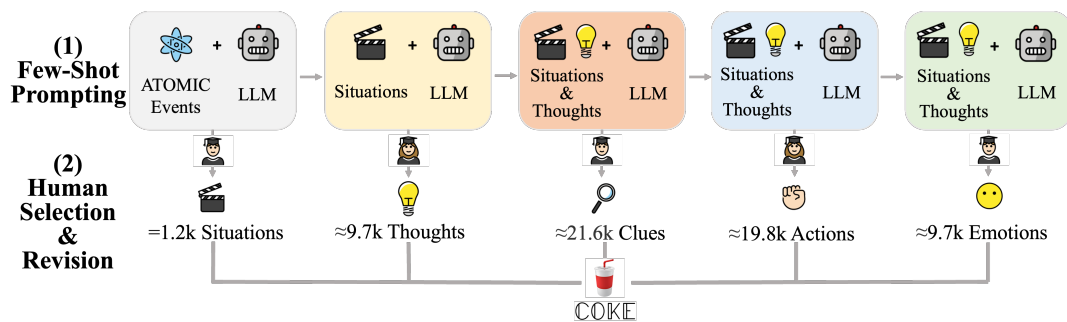 (1)
Few-Shot
Prompting
ATOMIC
Events
+
LLM
Situations
+
LLM
Situations
&
Thoughts
+
LLM
Situations
&
Thoughts
+
LLM
Situations
&
Thoughts
+
LLM
(2)
Human
Selection
&
Revision
=1.2k Situations
≈9.7k Thoughts
≈21.6k Clues
≈19.8k Actions
≈9.7k Emotions
COKE